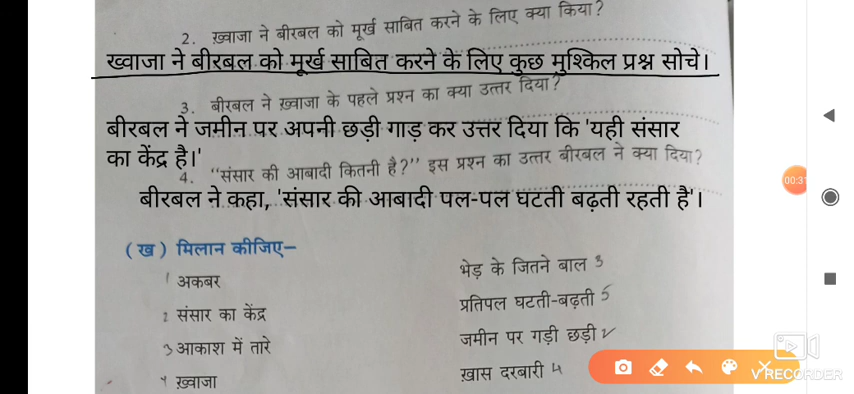 2. ख़्वाजा ने बीरबल को मूर्ख साबित करने के लिए क्या किया?
ख्वाजा ने बीरबल को मूर्ख साबित करने के लिए कुछ मुश्किल प्रश्न सोचे।
3. बीरबल ने ख़्वाजा के पहले प्रश्न का क्या उत्तर दिया?
बीरबल ने जमीन पर अपनी छड़ी गाड़ कर उत्तर दिया कि 'यही संसार
का केंद्र है।'
4. “संसार की आबादी कितनी है?” इस प्रश्न का उत्तर बीरबल ने क्या दिया?
बीरबल ने कहा, 'संसार की आबादी पल-पल घटती बढ़ती रहती है'।
00:31
(ख) मिलान कीजिए–
1 अकबर
भेड़ के जितने बाल 3
2 संसार का केंद्र
प्रतिपल घटती-बढ़ती 5
3 आकाश में तारे
जमीन पर गड़ी छड़ी 2
4 ख़्वाजा
ख़ास दरबारी 4
V RECORDER